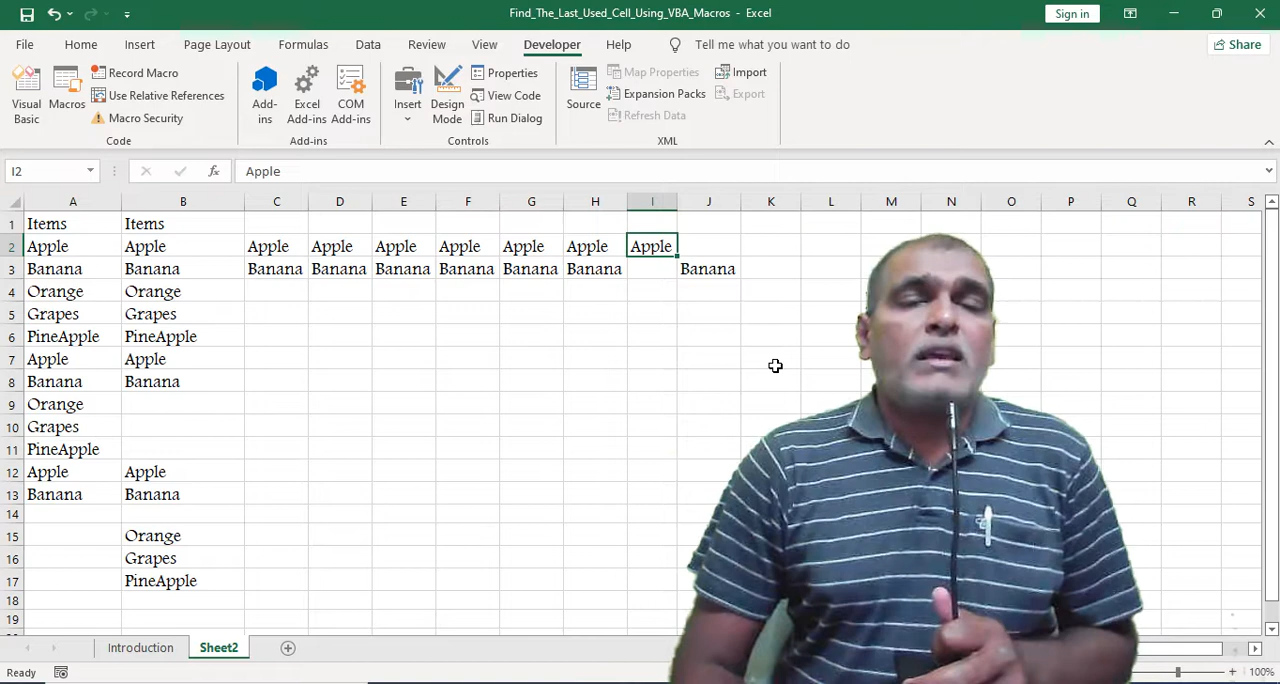 Find_The_Last_Used_Cell_Using_VBA_Macros - Excel
Sign in
File Home Insert Page Layout Formulas Data Review View Developer Help Tell me what you want to do Share
Visual Basic
Macros
Record Macro
Use Relative References
Macro Security
Code
Add-ins
Excel Add-ins
COM Add-ins
Add-ins
Insert
Design Mode
Properties
View Code
Run Dialog
Controls
Source
Map Properties
Expansion Packs
Refresh Data
Import
Export
XML
I2 fx Apple
A B C D E F G H I J K L M N O P Q R S
1 Items Items
2 Apple Apple Apple Apple Apple Apple Apple Apple Apple
3 Banana Banana Banana Banana Banana Banana Banana Banana Banana
4 Orange Orange
5 Grapes Grapes
6 PineApple PineApple
7 Apple Apple
8 Banana Banana
9 Orange
10 Grapes
11 PineApple
12 Apple Apple
13 Banana Banana
14
15 Orange
16 Grapes
17 PineApple
18
19
Introduction Sheet2
Ready 100%